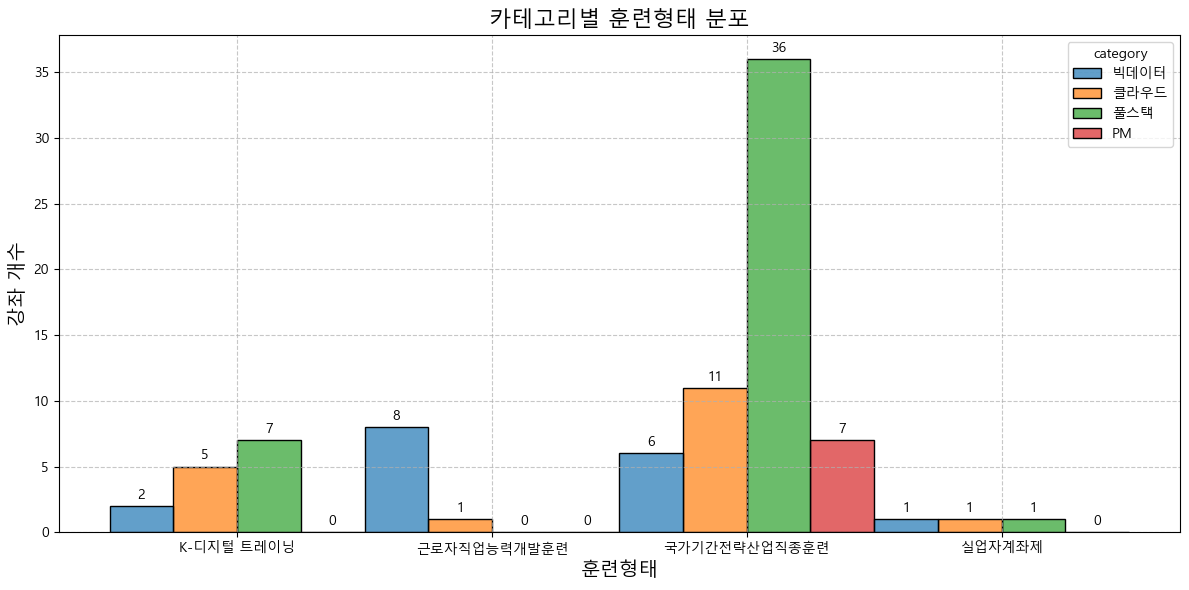 카테고리별 훈련형태 분포
category
빅데이터
클라우드
풀스택
PM
강좌 개수
35
30
25
20
15
10
5
0
2
5
7
0
8
1
0
0
6
11
36
7
1
1
1
0
K-디지털 트레이닝
근로자직업능력개발훈련
국가기간전략산업직종훈련
실업자계좌제
훈련형태